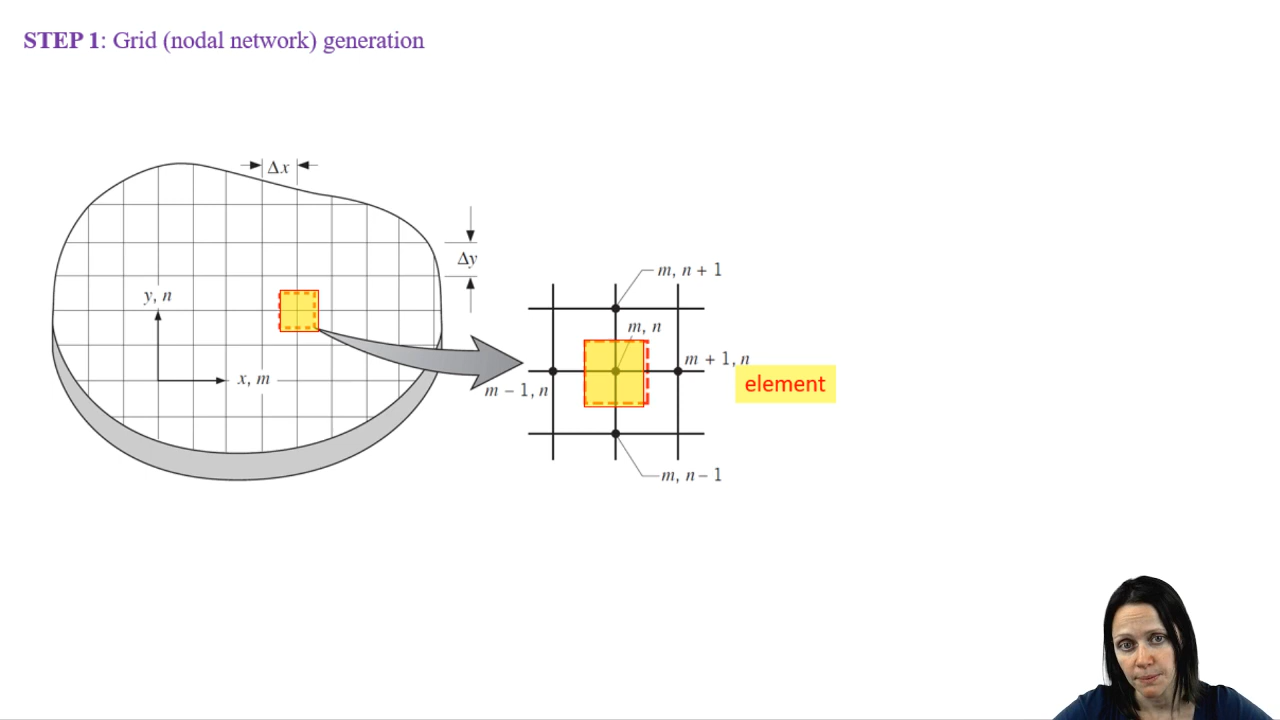 STEP 1: Grid (nodal network) generation
Δx
Δy
y, n
x, m
m, n + 1
m, n
m + 1, n
m − 1, n
element
m, n − 1